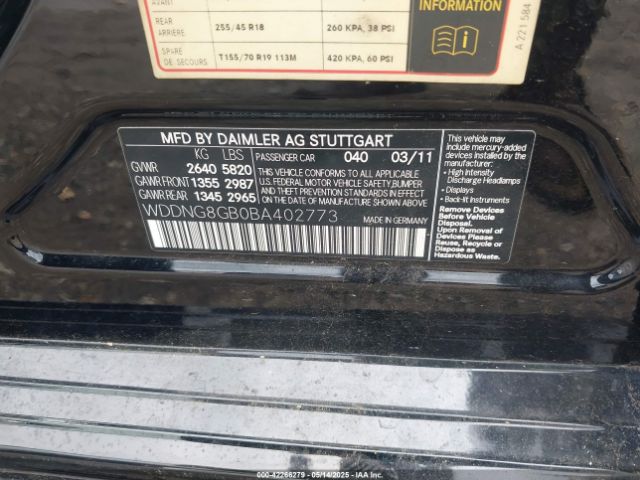 AVANT
INFORMATION
REAR
ARRIERE
255/45 R18
260 KPA, 38 PSI
SPARE
DE SECOURS
T155/70 R19 113M
420 KPA, 60 PSI
A 221 584
MFD BY DAIMLER AG STUTTGART
KG LBS
GVWR 2640 5820
GAWR FRONT 1355 2987
GAWR REAR 1345 2965
PASSENGER CAR 040 03/11
CONFORMS TO ALL APPLICABLE
U.S. FEDERAL MOTOR VEHICLE SAFETY, BUMPER
AND THEFT PREVENTION STANDARDS IN EFFECT
ON THE DATE OF MANUFACTURE SHOWN ABOVE
WDDNG8GB0BA402773
MADE IN GERMANY
This vehicle may
include mercury-added
devices installed by
the manufacturer:
• High Intensity
Discharge Headlamps
• Displays
• Back-lit Instruments
Remove Devices
Before Vehicle
Disposal.
Upon Removal
of Devices Please
Reuse, Recycle or
Dispose as
Hazardous Waste.
000-42266279 - 05/14/2025 - IAAI.COM